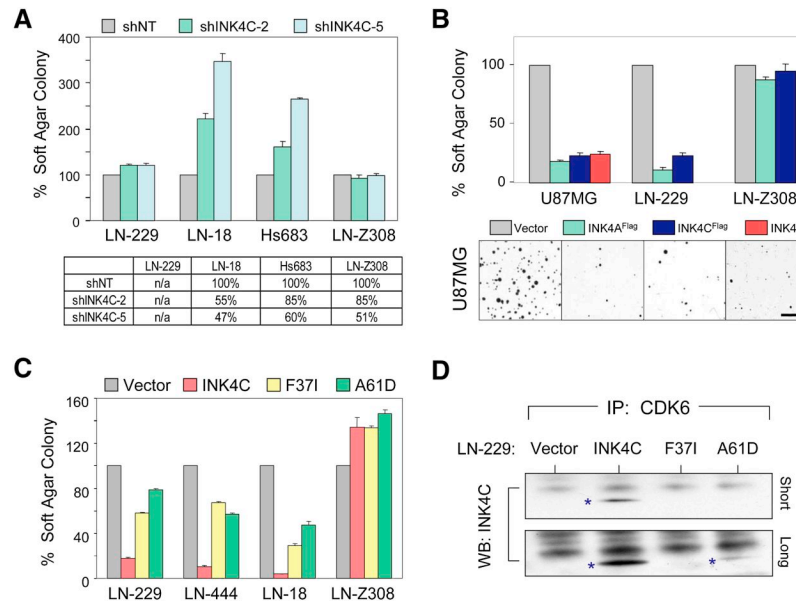 A
shNT shINK4C-2 shINK4C-5
% Soft Agar Colony
400
300
200
100
0
LN-229 LN-18 Hs683 LN-Z308
LN-229 LN-18 Hs683 LN-Z308
shNT n/a 100% 100% 100%
shINK4C-2 n/a 55% 85% 85%
shINK4C-5 n/a 47% 60% 51%
B
% Soft Agar Colony
100
50
0
U87MG LN-229 LN-Z308
Vector INK4A^Flag INK4C^Flag INK4
U87MG
C
Vector INK4C F37I A61D
% Soft Agar Colony
160
120
80
40
0
LN-229 LN-444 LN-18 LN-Z308
D
IP: CDK6
LN-229: Vector INK4C F37I A61D
WB: INK4C
*
Short
* *
Long